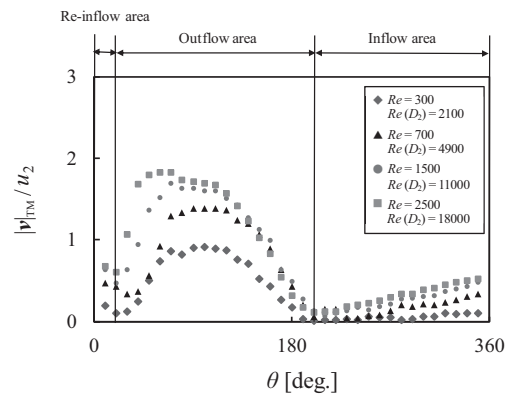 Re-inflow area
Outflow area
Inflow area
3
2
1
0
|v|TM / u2
Re = 300
Re (D2) = 2100
Re = 700
Re (D2) = 4900
Re = 1500
Re (D2) = 11000
Re = 2500
Re (D2) = 18000
0
180
360
θ [deg.]